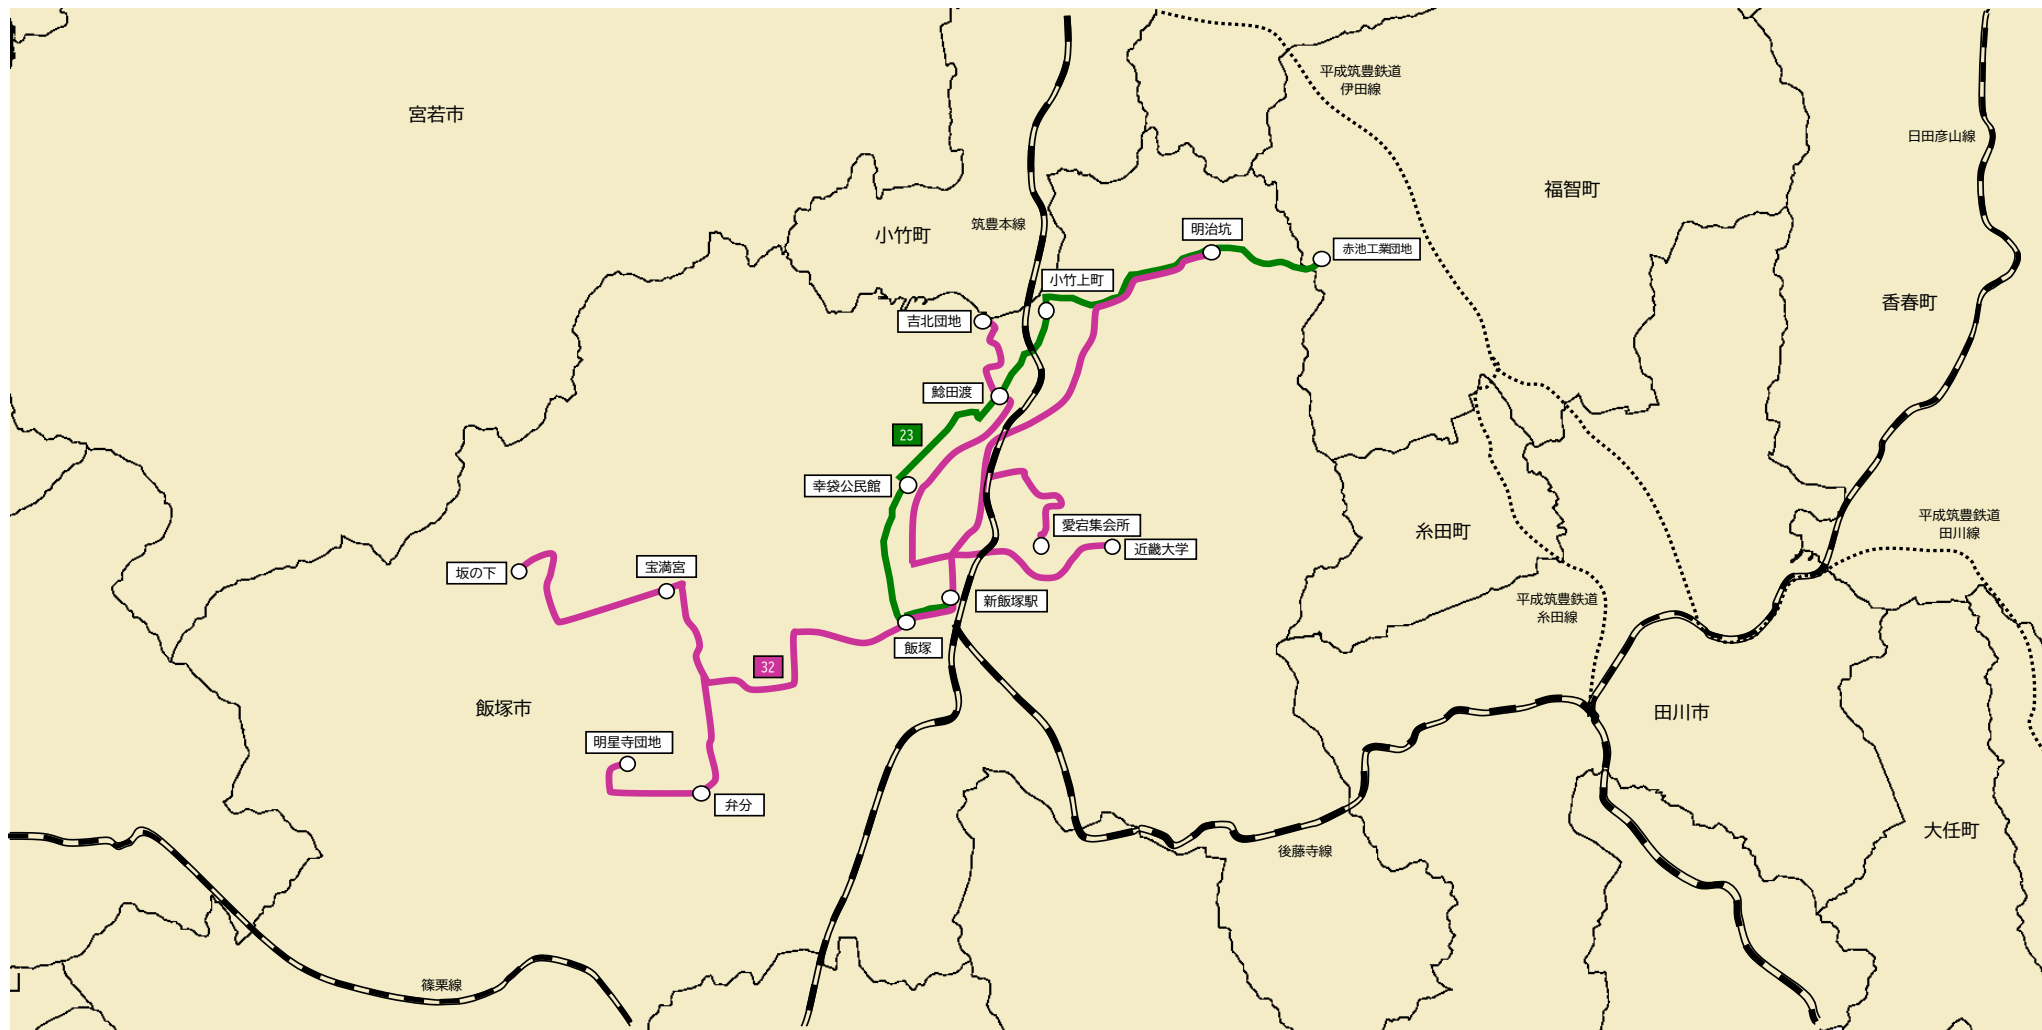 平成筑豊鉄道
伊田線
宮若市
日田彦山線
福智町
筑豊本線
小竹町
明治坑
赤池工業団地
小竹上町
香春町
吉北団地
鯰田渡
23
幸袋公民館
愛宕集会所
平成筑豊鉄道
田川線
糸田町
近畿大学
宝満宮
坂の下
新飯塚駅
平成筑豊鉄道
糸田線
飯塚
32
飯塚市
田川市
明星寺団地
弁分
大任町
後藤寺線
篠栗線